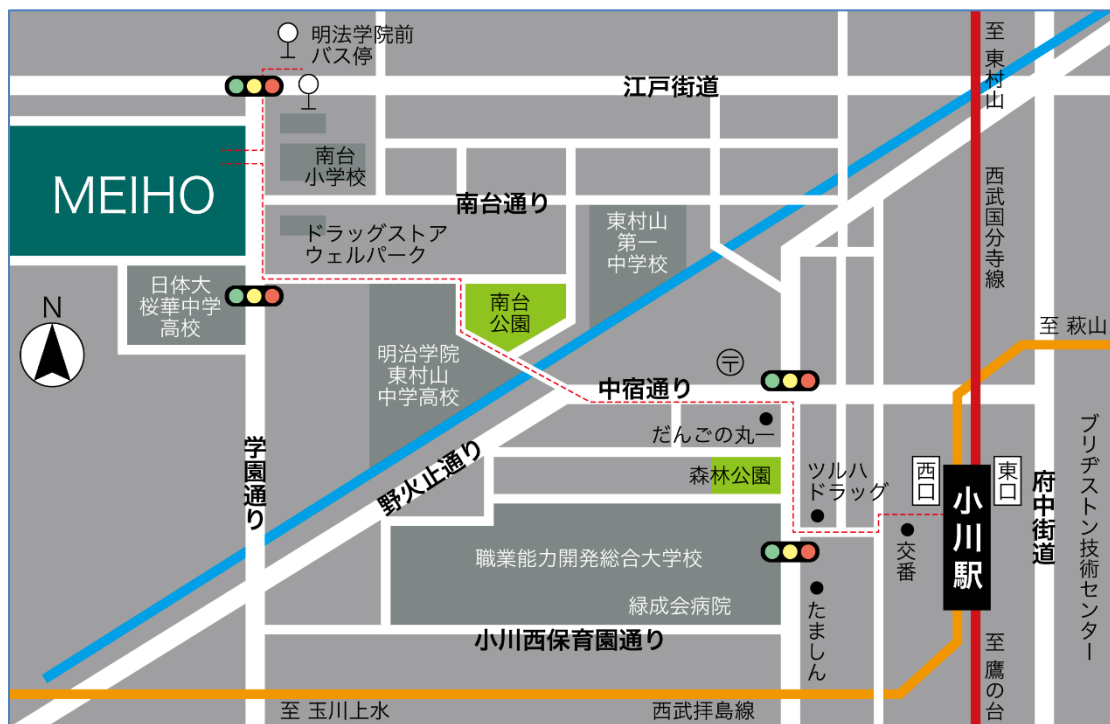 明法学院前
バス停
至 東村山
江戸街道
MEIHO
南台
小学校
南台通り
西武国分寺線
ドラッグストア
ウェルパーク
東村山
第一
中学校
日体大
桜華中学
高校
N
南台
公園
至 萩山
明治学院
東村山
中学高校
〒
中宿通り
だんごの丸一
学園通り
野火止通り
森林公園
ツルハ
ドラッグ
西口
東口
小川駅
府中街道
ブリヂストン技術センター
交番
職業能力開発総合大学校
緑成会病院
たましん
小川西保育園通り
至 鷹の台
至 玉川上水
西武拝島線